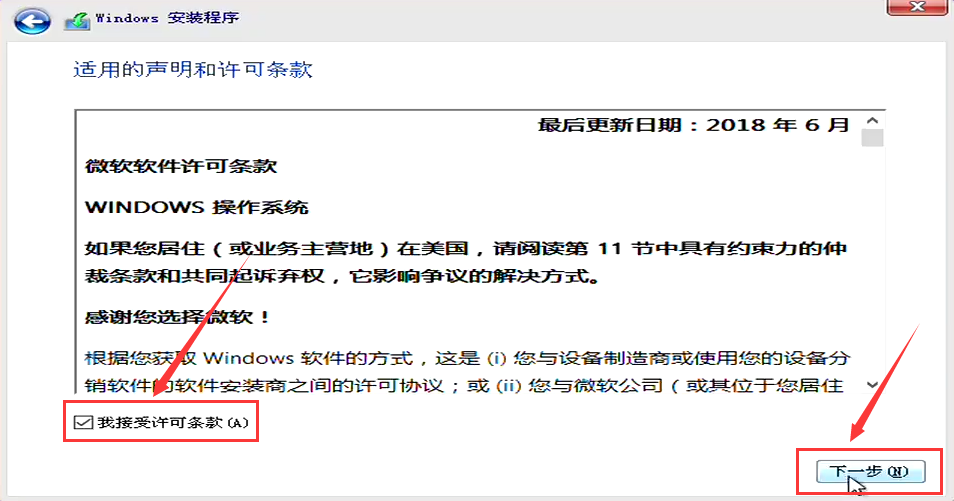 Windows 安装程序
适用的声明和许可条款
最后更新日期：2018 年 6 月
微软软件许可条款
WINDOWS 操作系统
如果您居住（或业务主营地）在美国，请阅读第 11 节中具有约束力的仲
裁条款和共同起诉弃权，它影响争议的解决方式。
感谢您选择微软！
根据您获取 Windows 软件的方式，这是 (i) 您与设备制造商或使用您的设备分
销软件的软件安装商之间的许可协议；或 (ii) 您与微软公司（或其位于您居住
我接受许可条款(A)
下一步(N)